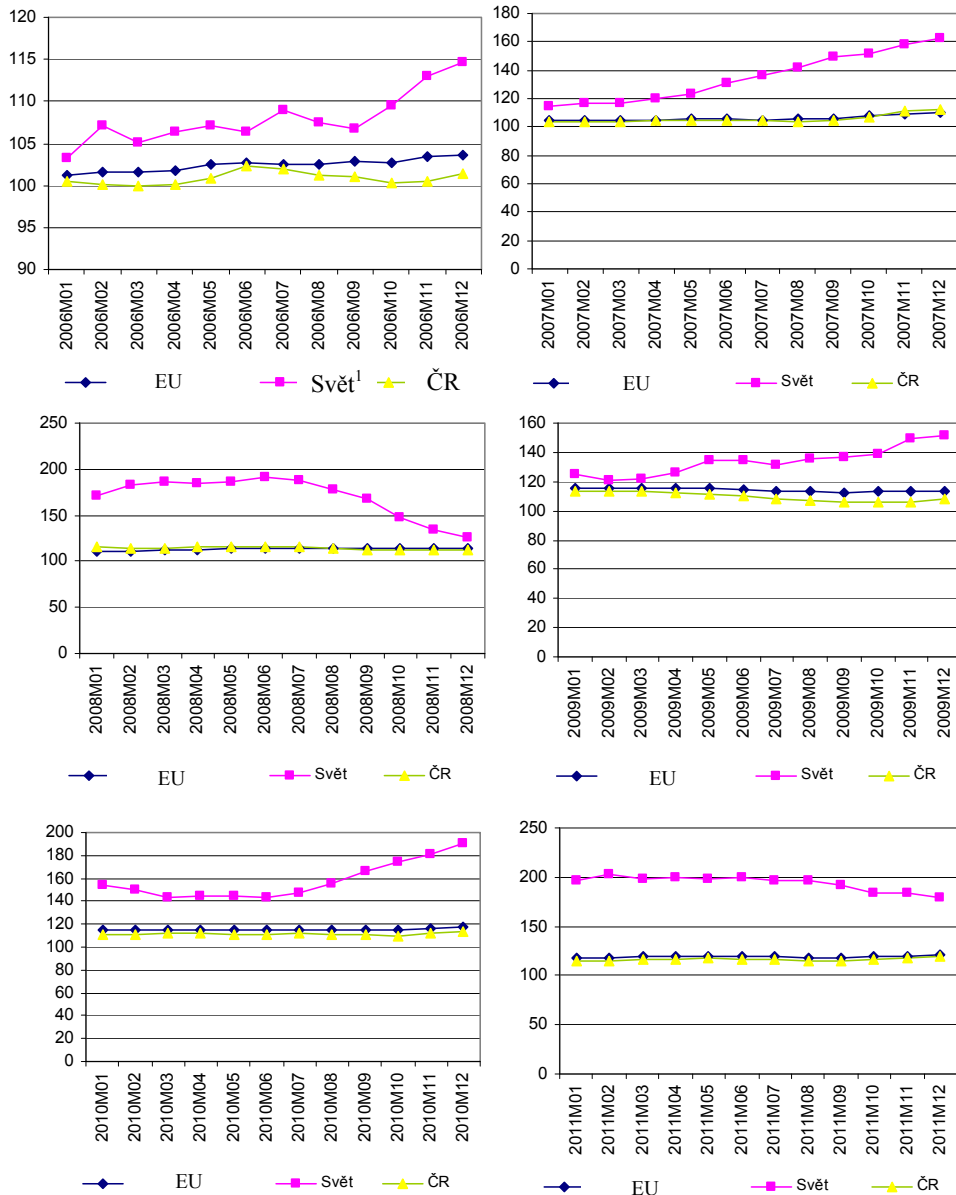 120
115
110
105
100
95
90
2006M01
2006M02
2006M03
2006M04
2006M05
2006M06
2006M07
2006M08
2006M09
2006M10
2006M11
2006M12
EU Svět¹ ČR
180
160
140
120
100
80
60
40
20
0
2007M01
2007M02
2007M03
2007M04
2007M05
2007M06
2007M07
2007M08
2007M09
2007M10
2007M11
2007M12
EU Svět ČR
250
200
150
100
50
0
2008M01
2008M02
2008M03
2008M04
2008M05
2008M06
2008M07
2008M08
2008M09
2008M10
2008M11
2008M12
EU Svět ČR
160
140
120
100
80
60
40
20
0
2009M01
2009M02
2009M03
2009M04
2009M05
2009M06
2009M07
2009M08
2009M09
2009M10
2009M11
2009M12
EU Svět ČR
200
180
160
140
120
100
80
60
40
20
0
2010M01
2010M02
2010M03
2010M04
2010M05
2010M06
2010M07
2010M08
2010M09
2010M10
2010M11
2010M12
EU Svět ČR
250
200
150
100
50
0
2011M01
2011M02
2011M03
2011M04
2011M05
2011M06
2011M07
2011M08
2011M09
2011M10
2011M11
2011M12
EU Svět ČR